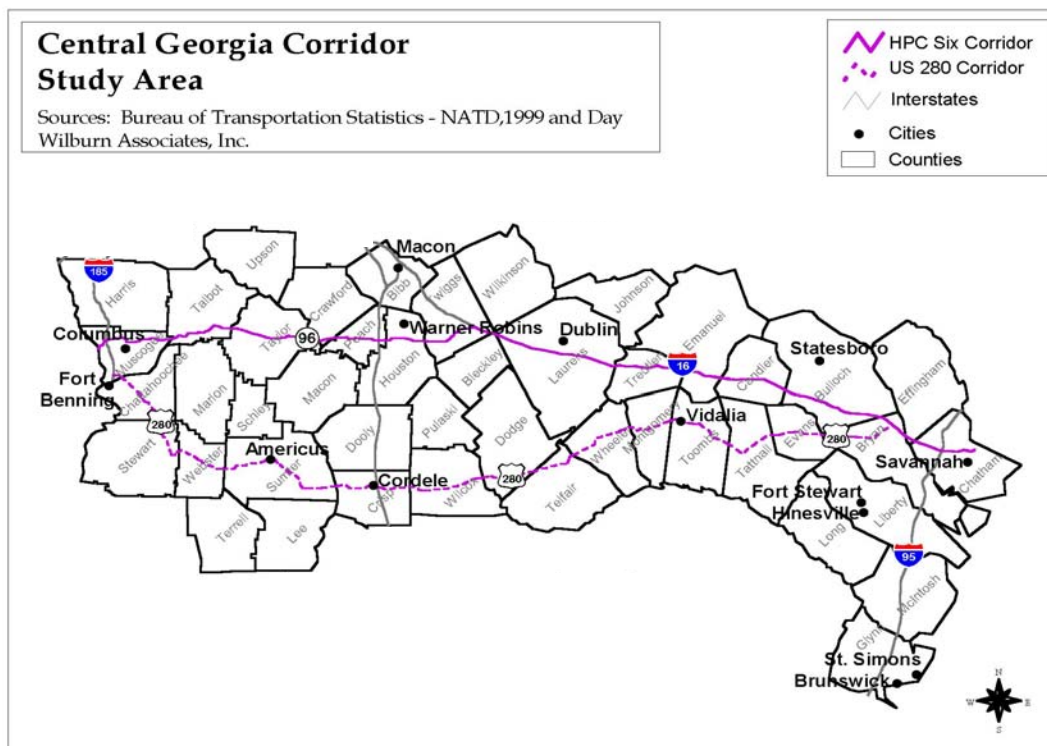 Central Georgia Corridor
Study Area
Sources: Bureau of Transportation Statistics - NATD,1999 and Day
Wilburn Associates, Inc.
HPC Six Corridor
US 280 Corridor
Interstates
Cities
Counties
Upson
Macon
185
Harris
Talbot
Crawford
Bibb
Twiggs
Wilkinson
Johnson
Emanuel
Columbus
Muscogee
Taylor
96
Peach
Warner Robins
Dublin
Statesboro
Chattahoochee
Marion
Macon
Houston
Bleckley
Laurens
Treutlen
16
Candler
Bulloch
Effingham
Fort
Benning
280
Schley
Dooly
Pulaski
Dodge
Wheeler
Montgomery
Vidalia
Toombs
Tattnall
Evans
280
Bryan
Stewart
Webster
Americus
Sumter
Cordele
Crisp
Wilcox
280
Telfair
Savannah
Chatham
Terrell
Lee
Fort Stewart
Hinesville
Liberty
Long
95
McIntosh
Glynn
St. Simons
Brunswick
N
W
E
S